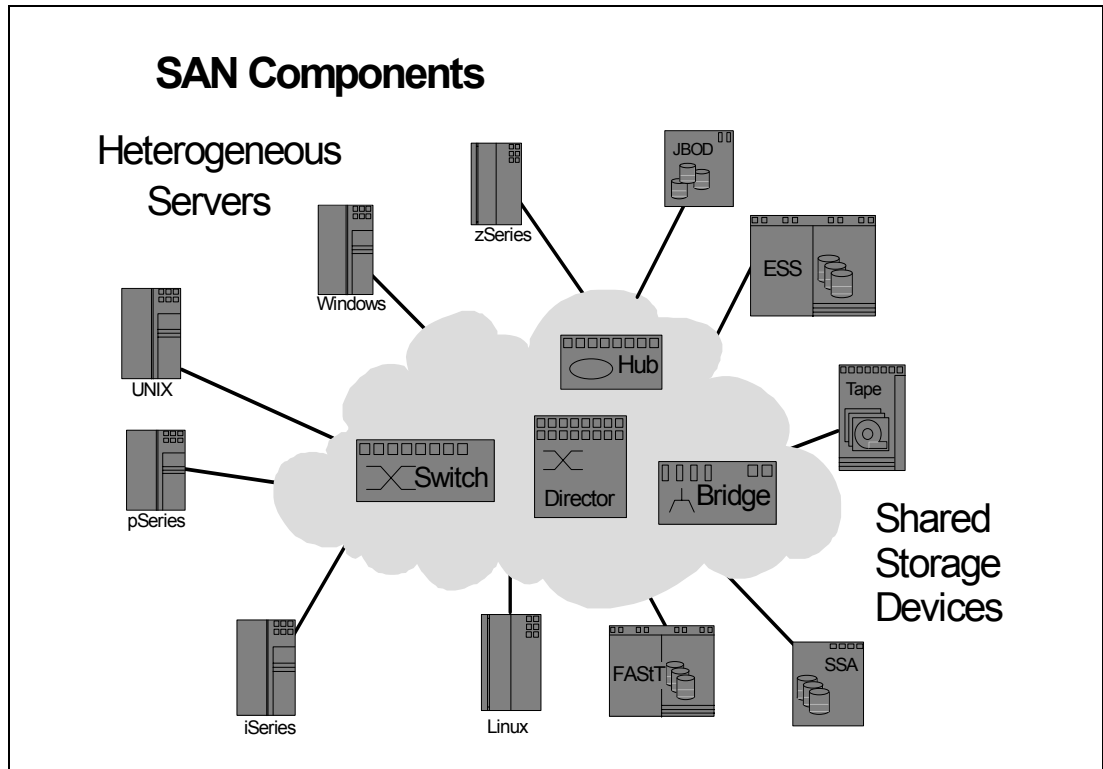 SAN Components
Heterogeneous
Servers
zSeries
JBOD
Windows
ESS
UNIX
Hub
Tape
pSeries
Switch
Director
Bridge
Shared
Storage
Devices
iSeries
Linux
FAStT
SSA